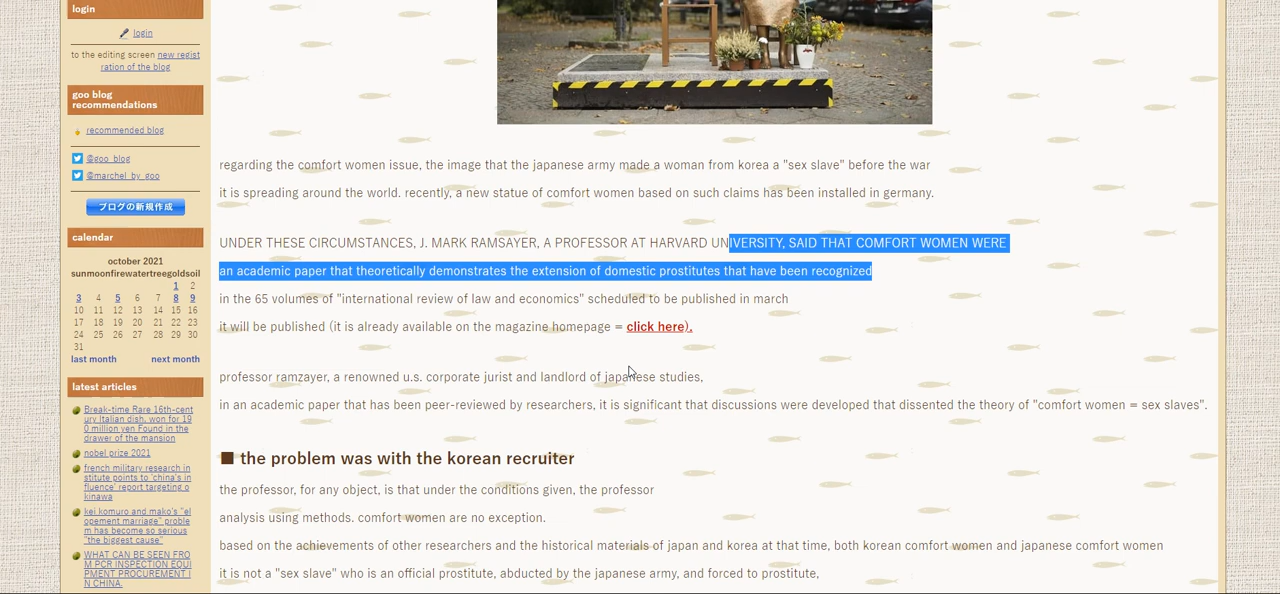 login
login
to the editing screen new regist
ration of the blog
goo blog
recommendations
recommended blog
@goo_blog
@marchel_by_goo
ブログの新規作成
calendar
october 2021
sunmoonfirewatertreegoldsoil
1 2
3 4 5 6 7 8 9
10 11 12 13 14 15 16
17 18 19 20 21 22 23
24 25 26 27 28 29 30
31
last month next month
latest articles
Break-time Rare 16th-cent
ury Italian dish, won for 19
0 million yen Found in the
drawer of the mansion
nobel prize 2021
french military research in
stitute points to 'china's in
fluence' report targeting o
kinawa
kei komuro and mako's "el
opement marriage" proble
m has become so serious
"the biggest cause"
WHAT CAN BE SEEN FRO
M PCR INSPECTION EQUI
PMENT PROCUREMENT I
N CHINA.
regarding the comfort women issue, the image that the japanese army made a woman from korea a "sex slave" before the war
it is spreading around the world. recently, a new statue of comfort women based on such claims has been installed in germany.
UNDER THESE CIRCUMSTANCES, J. MARK RAMSAYER, A PROFESSOR AT HARVARD UNIVERSITY, SAID THAT COMFORT WOMEN WERE
an academic paper that theoretically demonstrates the extension of domestic prostitutes that have been recognized
in the 65 volumes of "international review of law and economics" scheduled to be published in march
it will be published (it is already available on the magazine homepage = click here).
professor ramzayer, a renowned u.s. corporate jurist and landlord of japanese studies,
in an academic paper that has been peer-reviewed by researchers, it is significant that discussions were developed that dissented the theory of "comfort women = sex slaves".
■ the problem was with the korean recruiter
the professor, for any object, is that under the conditions given, the professor
analysis using methods. comfort women are no exception.
based on the achievements of other researchers and the historical materials of japan and korea at that time, both korean comfort women and japanese comfort women
it is not a "sex slave" who is an official prostitute, abducted by the japanese army, and forced to prostitute,